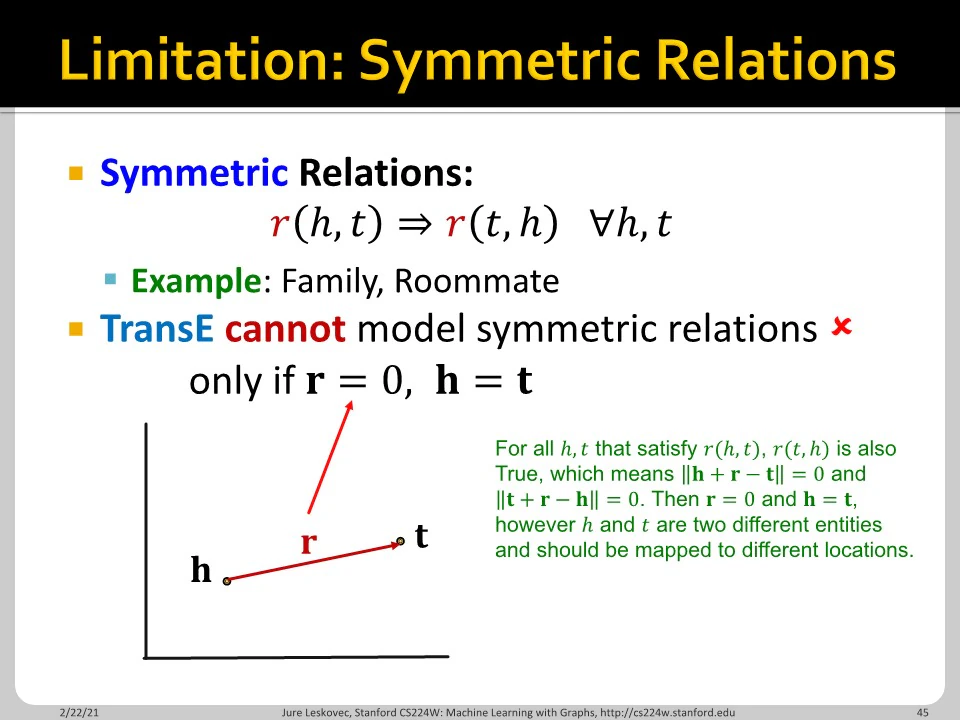 Limitation: Symmetric Relations
Symmetric Relations:
r(h, t) ⇒ r(t, h) ∀h, t
Example: Family, Roommate
TransE cannot model symmetric relations ✘
only if r = 0, h = t
For all h, t that satisfy r(h, t), r(t, h) is also
True, which means ‖h + r − t‖ = 0 and
‖t + r − h‖ = 0. Then r = 0 and h = t,
however h and t are two different entities
and should be mapped to different locations.
r
t
h
2/22/21
Jure Leskovec, Stanford CS224W: Machine Learning with Graphs, http://cs224w.stanford.edu
45